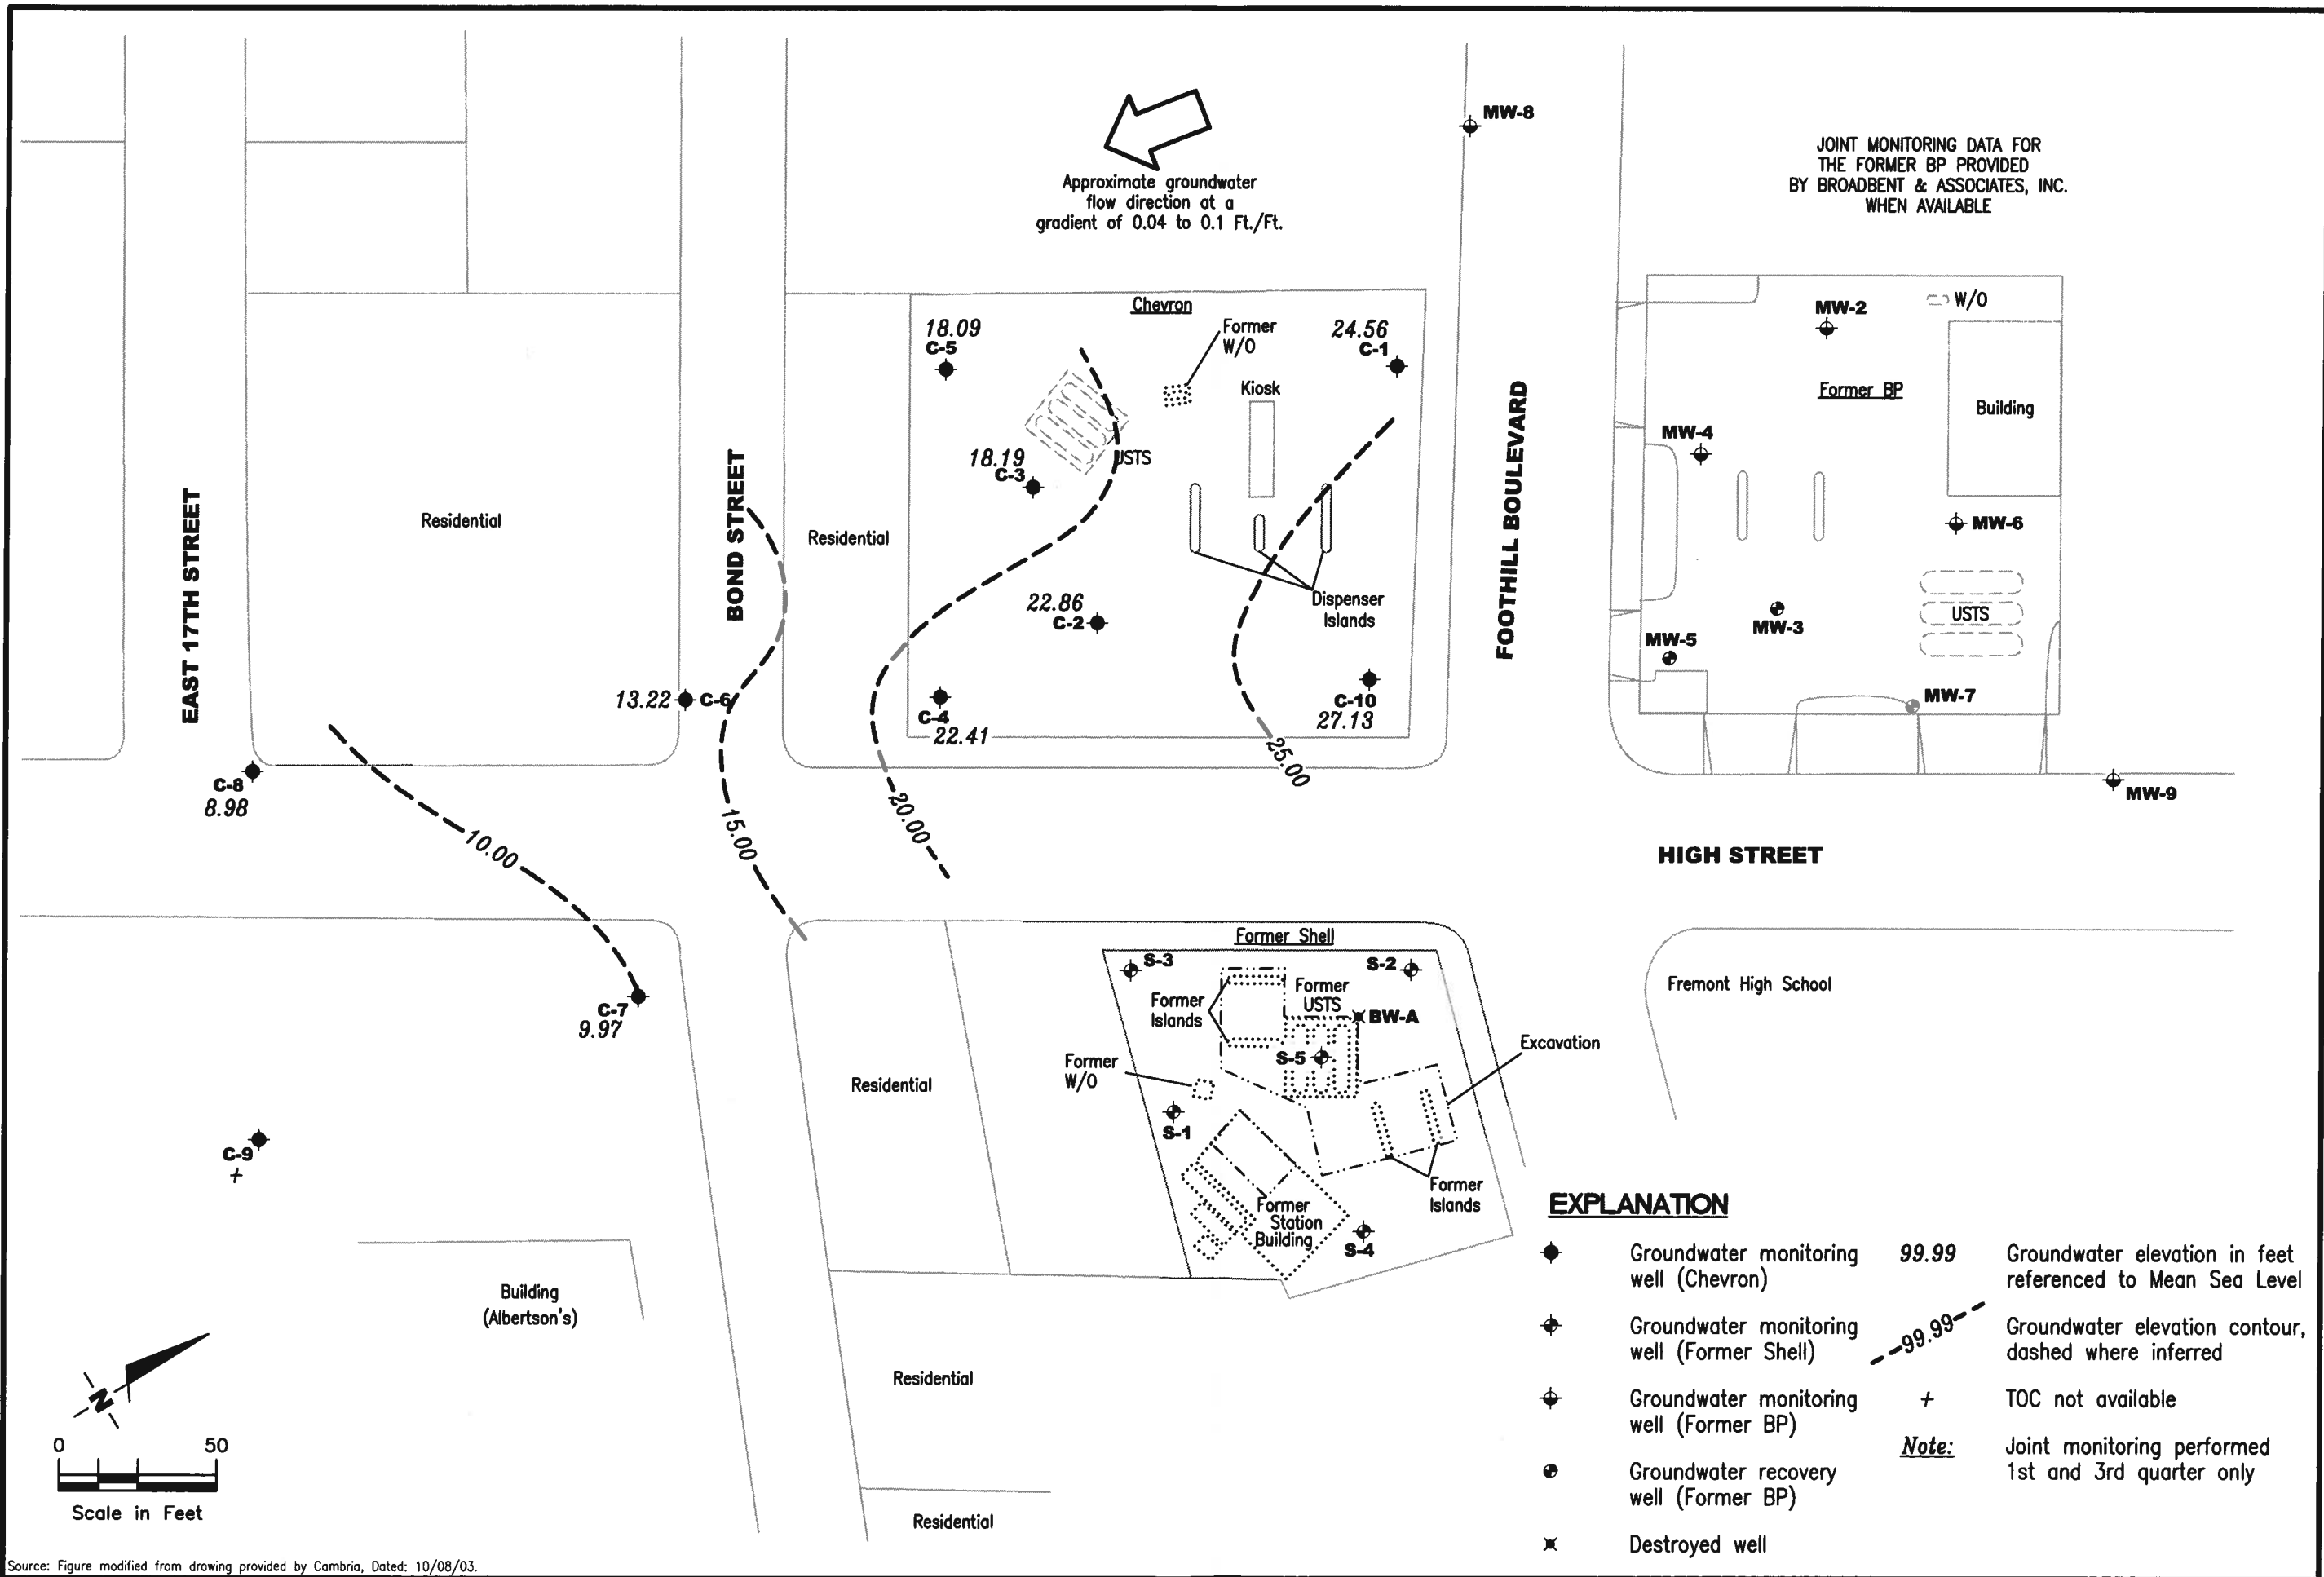 MW-8
JOINT MONITORING DATA FOR
THE FORMER BP PROVIDED
BY BROADBENT & ASSOCIATES, INC.
WHEN AVAILABLE
Approximate groundwater
flow direction at a
gradient of 0.04 to 0.1 Ft./Ft.
Chevron
18.09
C-5
Former
W/O
24.56
C-1
Kiosk
18.19
C-3
USTS
22.86
C-2
Dispenser
Islands
C-4
22.41
C-10
27.13
25.00
20.00
15.00
10.00
EAST 17TH STREET
BOND STREET
FOOTHILL BOULEVARD
HIGH STREET
Residential
Residential
13.22
C-6
C-8
8.98
C-7
9.97
C-9
+
MW-2
W/O
Former BP
Building
MW-4
MW-6
USTS
MW-3
MW-5
MW-7
MW-9
Former Shell
S-3
S-2
Former
Islands
Former
USTS
BW-A
S-5
Former
W/O
S-1
Excavation
Former
Islands
Former
Station
Building
S-4
Fremont High School
Residential
Residential
Residential
Building
(Albertson's)
N
0 50
Scale in Feet
EXPLANATION
Groundwater monitoring
well (Chevron)
Groundwater monitoring
well (Former Shell)
Groundwater monitoring
well (Former BP)
Groundwater recovery
well (Former BP)
Destroyed well
99.99
Groundwater elevation in feet
referenced to Mean Sea Level
99.99
Groundwater elevation contour,
dashed where inferred
+
TOC not available
Note:
Joint monitoring performed
1st and 3rd quarter only
Source: Figure modified from drowing provided by Cambria, Dated: 10/08/03.